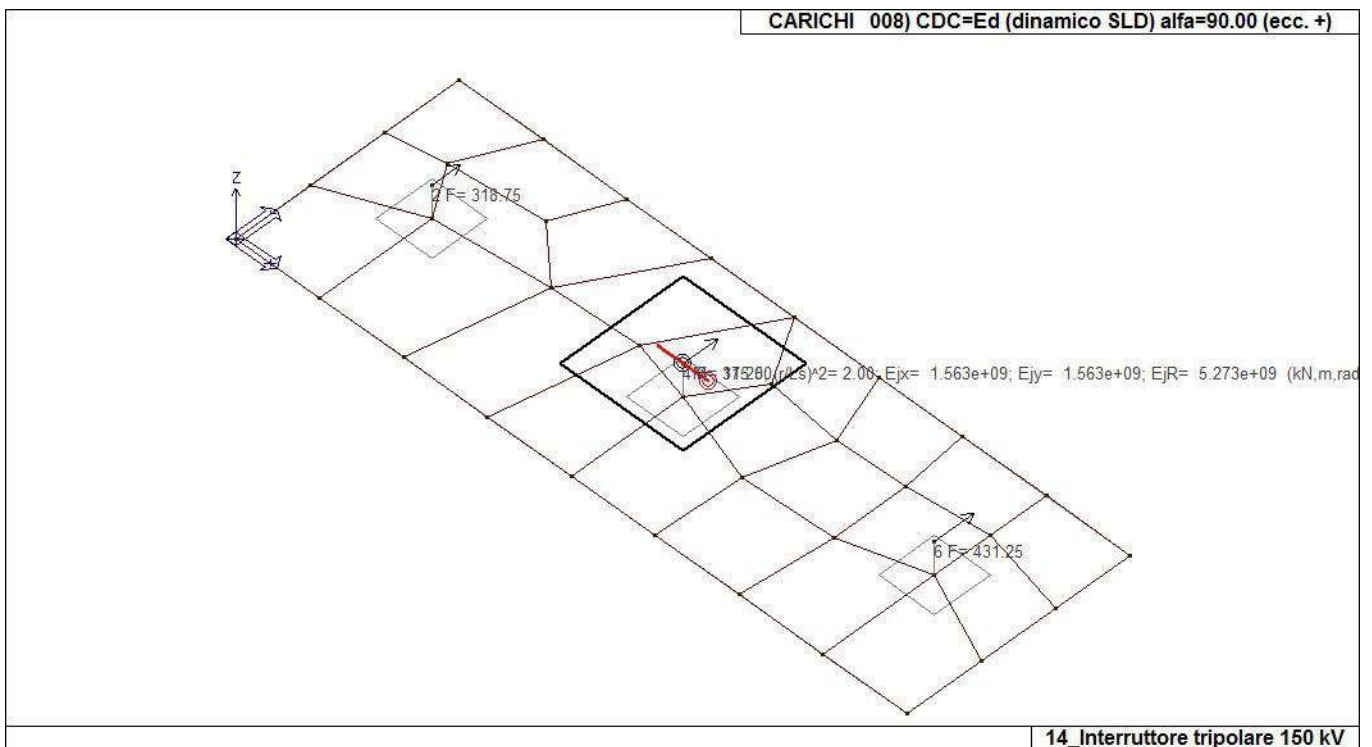 CARICHI 008) CDC=Ed (dinamico SLD) alfa=90.00 (ecc. +)
Z
2 F= 318.75
(r/Ls)^2= 2.00; Ejx= 1.563e+09; Ejy= 1.563e+09; EjR= 5.273e+09 (kN,m,rad
6 F= 431.25
14_Interruttore tripolare 150 kV